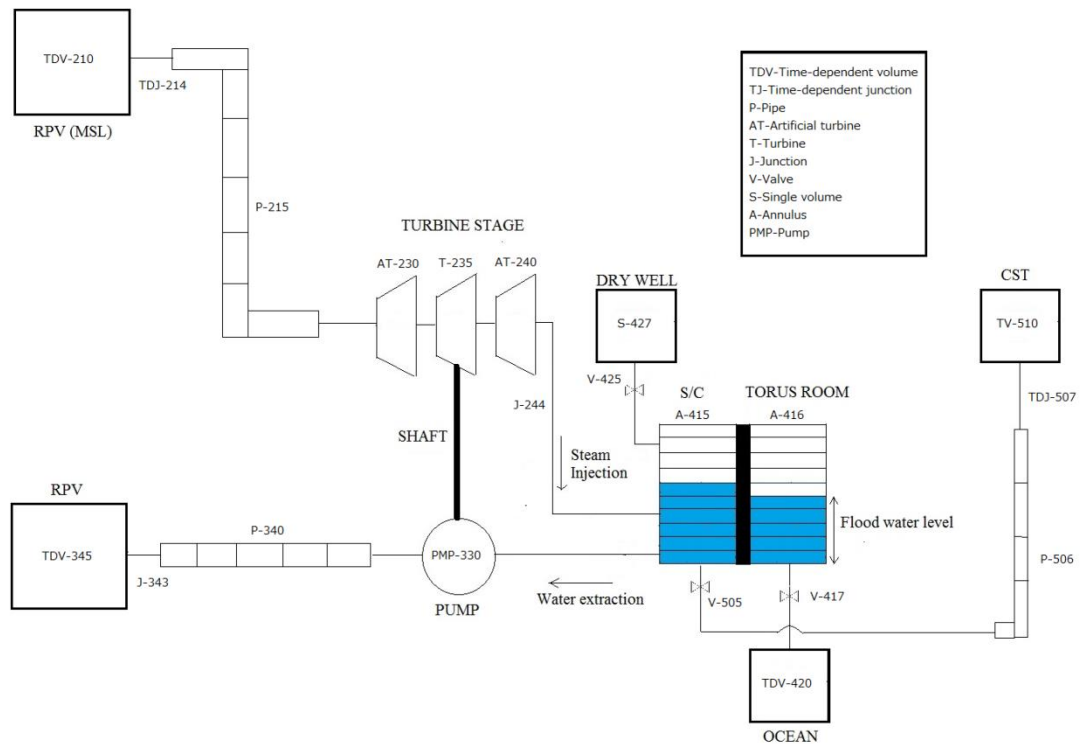 TDV-210
TDJ-214
RPV (MSL)
TDV-Time-dependent volume
TJ-Time-dependent junction
P-Pipe
AT-Artificial turbine
T-Turbine
J-Junction
V-Valve
S-Single volume
A-Annulus
PMP-Pump
P-215
TURBINE STAGE
AT-230
T-235
AT-240
DRY WELL
S-427
CST
TV-510
V-425
J-244
S/C
TORUS ROOM
A-415
A-416
TDJ-507
SHAFT
Steam
Injection
Flood water level
RPV
TDV-345
P-340
J-343
PMP-330
PUMP
Water extraction
V-505
V-417
P-506
TDV-420
OCEAN